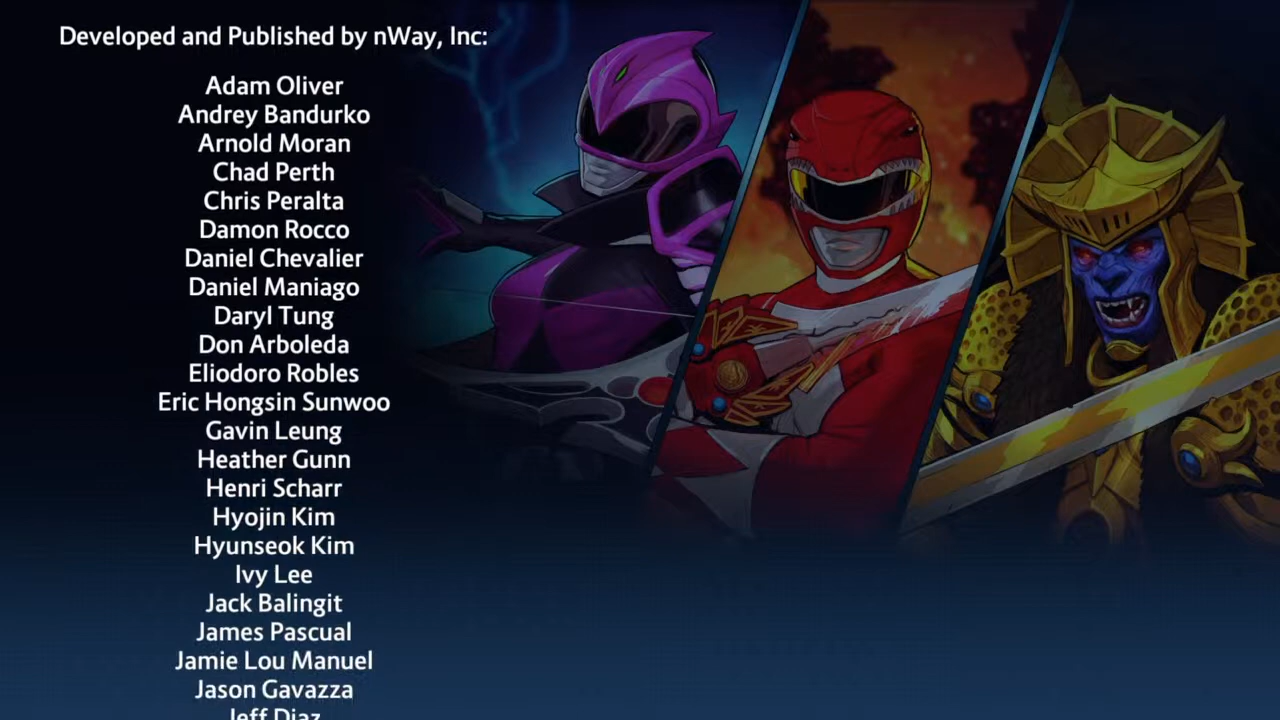 Developed and Published by nWay, Inc:
Adam Oliver
Andrey Bandurko
Arnold Moran
Chad Perth
Chris Peralta
Damon Rocco
Daniel Chevalier
Daniel Maniago
Daryl Tung
Don Arboleda
Eliodoro Robles
Eric Hongsin Sunwoo
Gavin Leung
Heather Gunn
Henri Scharr
Hyojin Kim
Hyunseok Kim
Ivy Lee
Jack Balingit
James Pascual
Jamie Lou Manuel
Jason Gavazza
Jeff Diaz